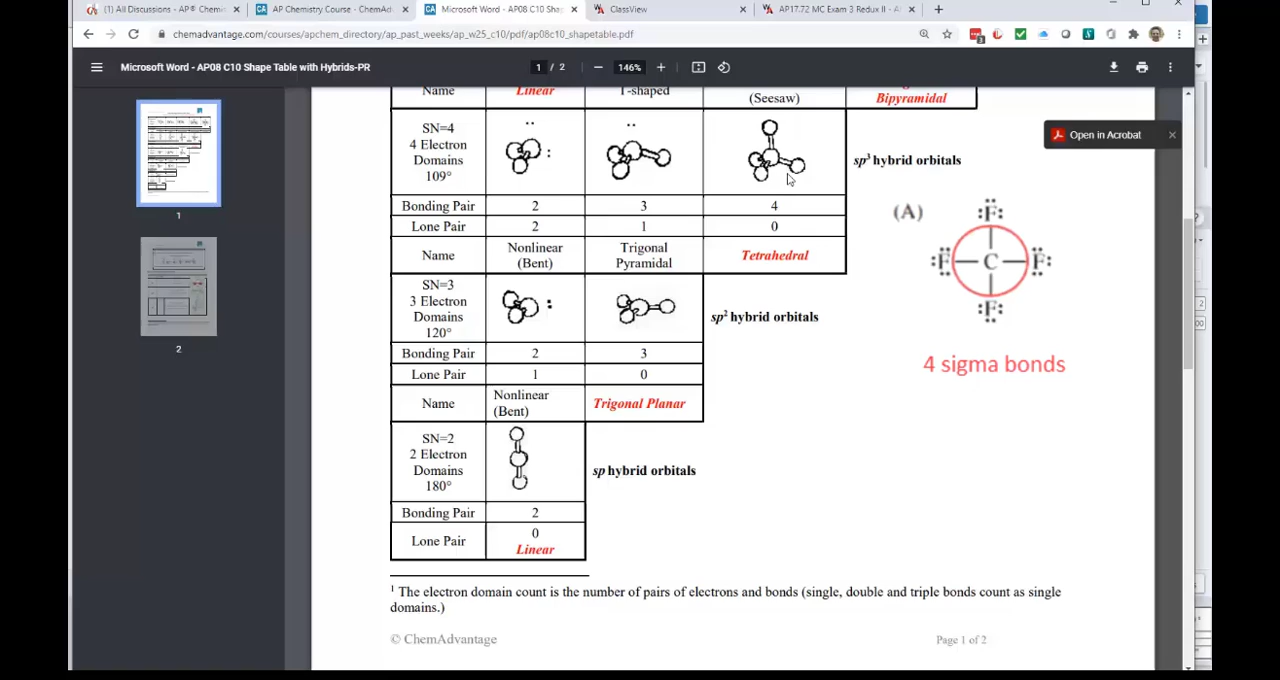 (1) All Discussions - AP® Chemi
AP Chemistry Course - ChemAdv
Microsoft Word - AP08 C10 Shap
ClassView
AP17.72 MC Exam 3 Redux II - A
chemadvantage.com/courses/apchem_directory/ap_past_weeks/ap_w25_c10/pdf/ap08c10_shapetable.pdf
Microsoft Word - AP08 C10 Shape Table with Hybrids-PR
1 / 2
146%
Open in Acrobat
1
2
Name
Linear
T-shaped
(Seesaw)
Bipyramidal
SN=4
4 Electron
Domains
109°
: 
sp³ hybrid orbitals
Bonding Pair 2 3 4
Lone Pair 2 1 0
Name
Nonlinear
(Bent)
Trigonal
Pyramidal
Tetrahedral
SN=3
3 Electron
Domains
120°
sp² hybrid orbitals
Bonding Pair 2 3
Lone Pair 1 0
Name
Nonlinear
(Bent)
Trigonal Planar
SN=2
2 Electron
Domains
180°
sp hybrid orbitals
Bonding Pair 2
Lone Pair 0
Linear
(A)
F
F C F
F
4 sigma bonds
¹ The electron domain count is the number of pairs of electrons and bonds (single, double and triple bonds count as single
domains.)
© ChemAdvantage
Page 1 of 2